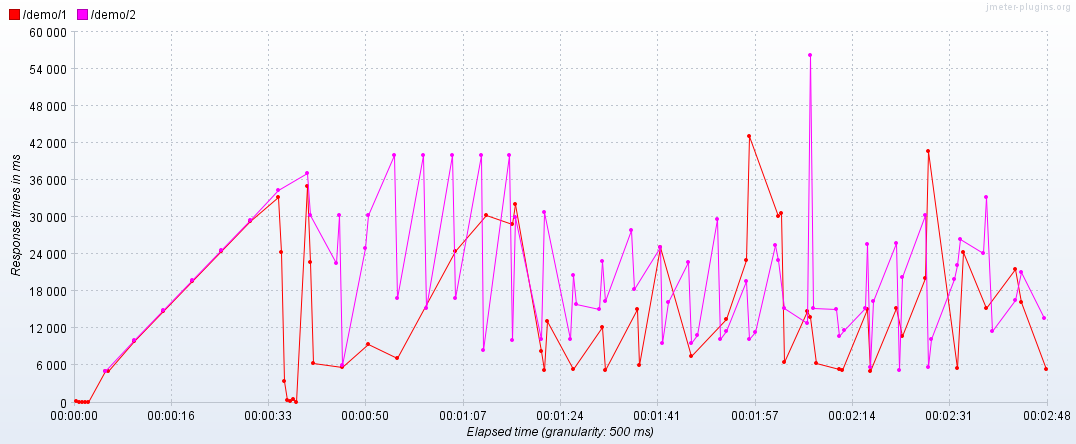 jmeter-plugins.org
/demo/1 /demo/2
60 000
54 000
48 000
42 000
36 000
30 000
24 000
18 000
12 000
6 000
0
Response times in ms
00:00:00 00:00:16 00:00:33 00:00:50 00:01:07 00:01:24 00:01:41 00:01:57 00:02:14 00:02:31 00:02:48
Elapsed time (granularity: 500 ms)